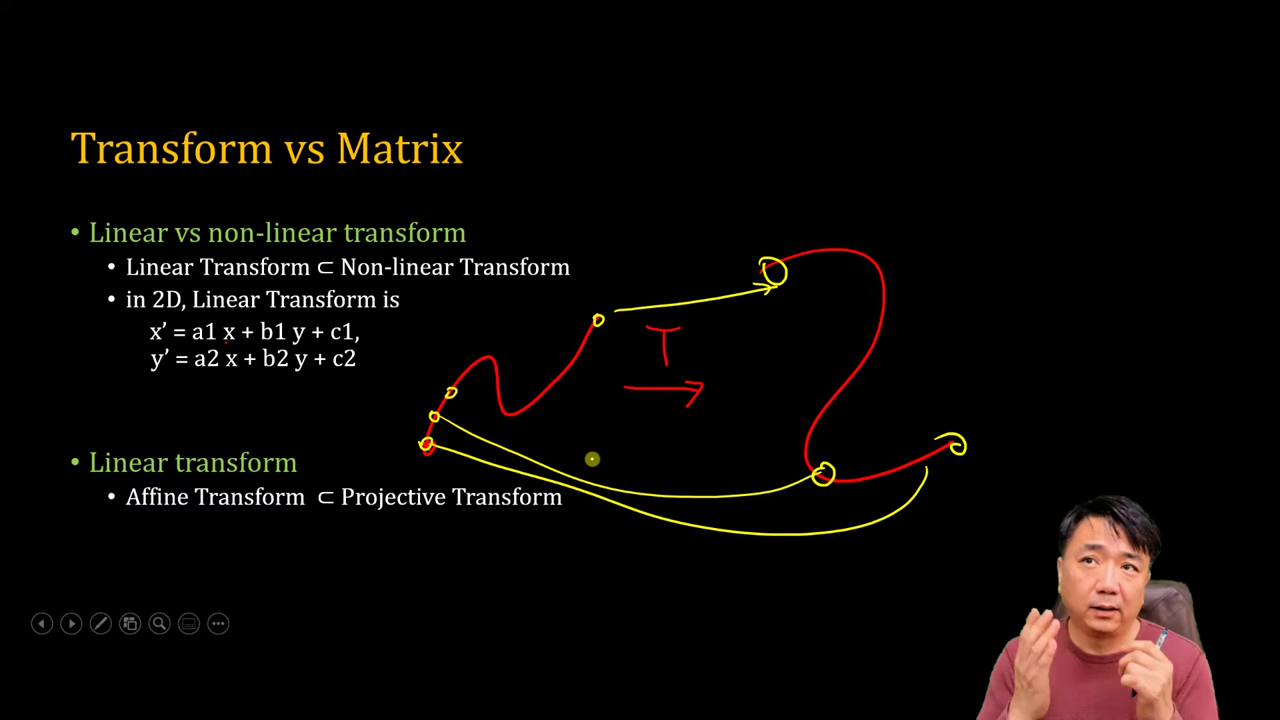 Transform vs Matrix
• Linear vs non-linear transform
• Linear Transform ⊂ Non-linear Transform
• in 2D, Linear Transform is
x’ = a1 x + b1 y + c1,
y’ = a2 x + b2 y + c2
T
• Linear transform
• Affine Transform ⊂ Projective Transform